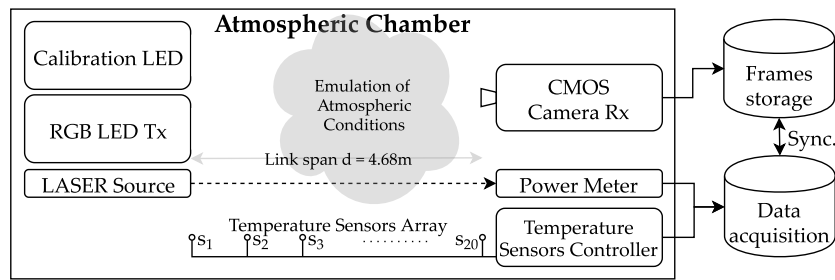 Atmospheric Chamber
Calibration LED
RGB LED Tx
LASER Source
Emulation of
Atmospheric
Conditions
Link span d = 4.68m
CMOS
Camera Rx
Power Meter
Temperature Sensors Array
s1 s2 s3 .......... s20
Temperature
Sensors Controller
Frames
storage
Sync.
Data
acquisition